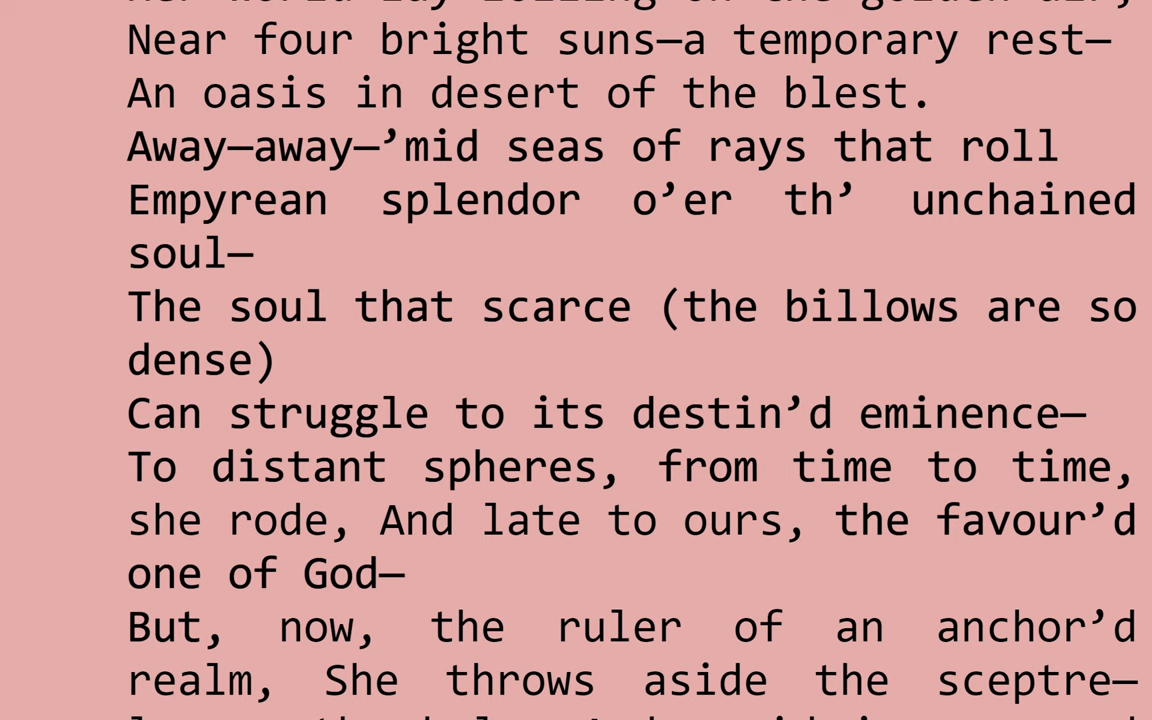 Near four bright suns—a temporary rest—
An oasis in desert of the blest.
Away—away—’mid seas of rays that roll
Empyrean splendor o’er th’ unchained
soul—
The soul that scarce (the billows are so
dense)
Can struggle to its destin’d eminence—
To distant spheres, from time to time,
she rode, And late to ours, the favour’d
one of God—
But, now, the ruler of an anchor’d
realm, She throws aside the sceptre—